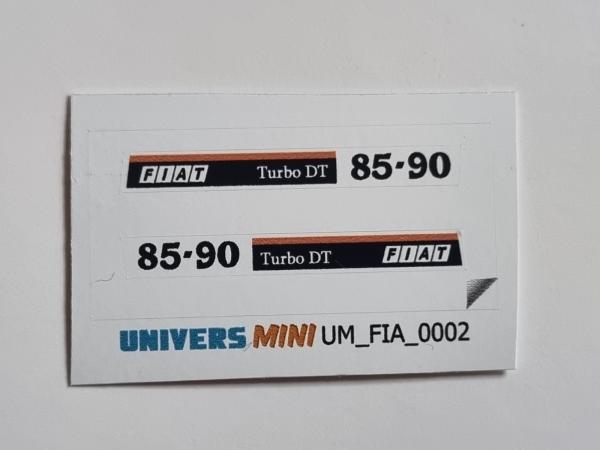 FIAT Turbo DT 85-90
85-90 Turbo DT FIAT
UNIVERS MINI UM_FIA_0002